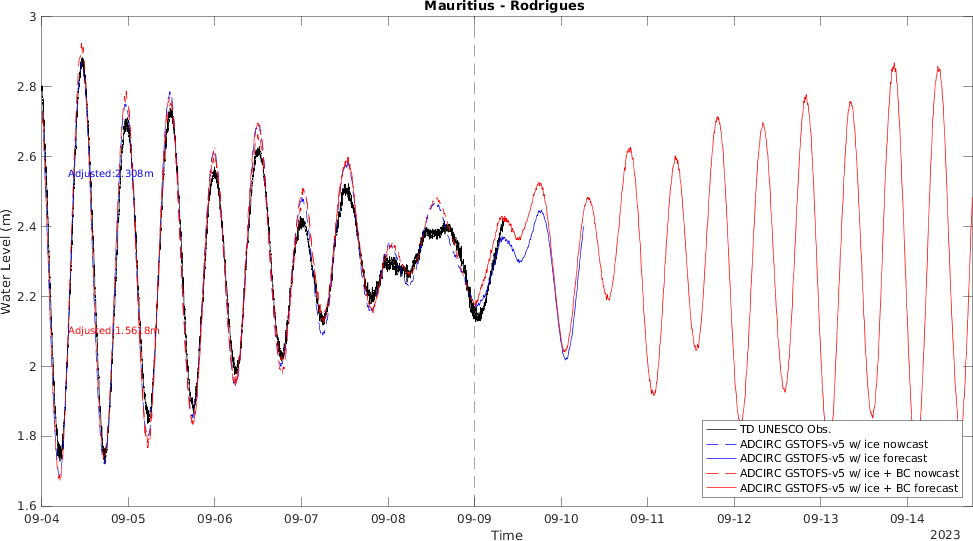 Mauritius - Rodrigues
3
2.8
2.6
2.4
2.2
2
1.8
1.6
Water Level (m)
Adjusted:2.308m
Adjusted:1.5618m
TD UNESCO Obs.
ADCIRC GSTOFS-v5 w/ ice nowcast
ADCIRC GSTOFS-v5 w/ ice forecast
ADCIRC GSTOFS-v5 w/ ice + BC nowcast
ADCIRC GSTOFS-v5 w/ ice + BC forecast
09-04 09-05 09-06 09-07 09-08 09-09 09-10 09-11 09-12 09-13 09-14
Time
2023